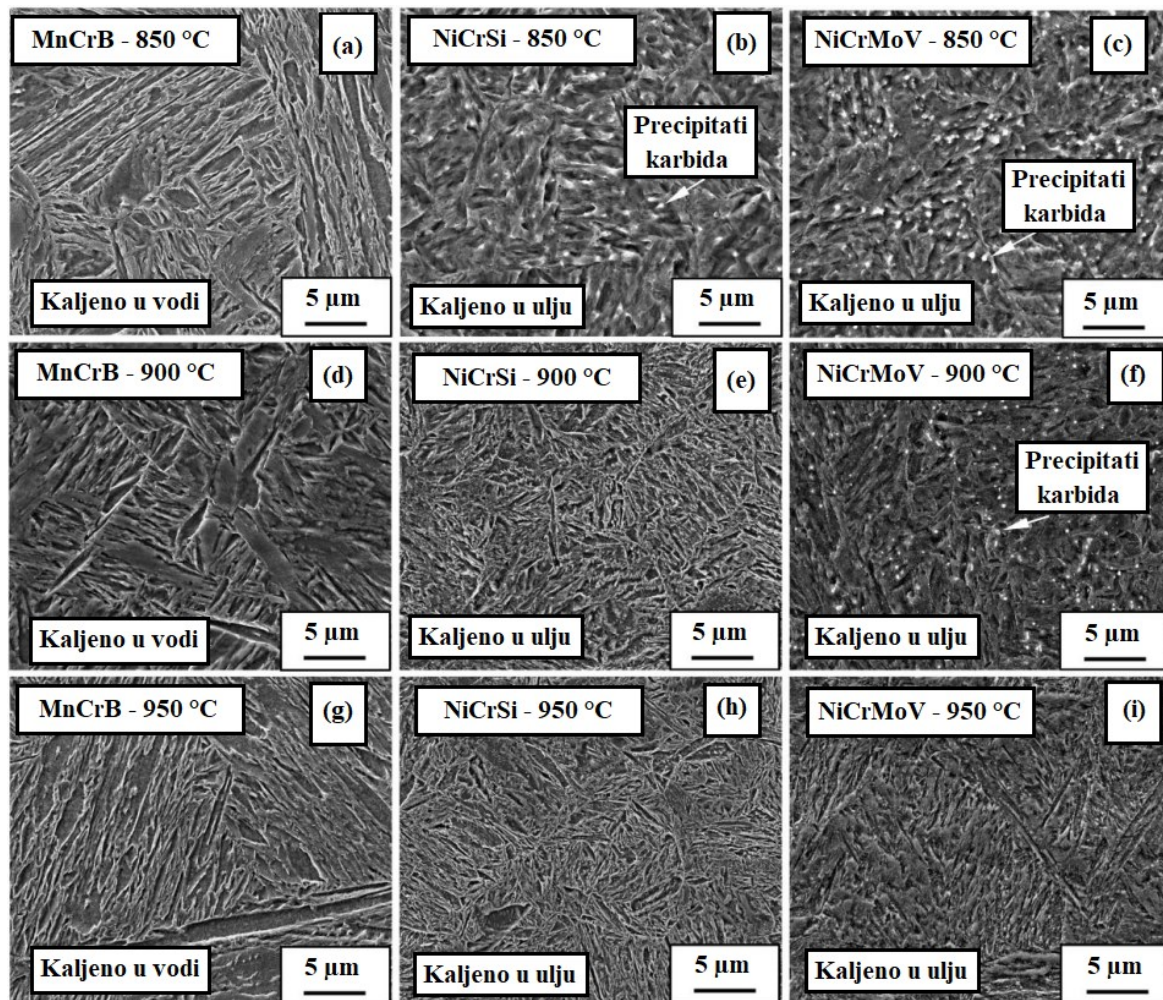 MnCrB - 850 °C
(a)
Kaljeno u vodi
5 µm
NiCrSi - 850 °C
(b)
Precipitati
karbida
Kaljeno u ulju
5 µm
NiCrMoV - 850 °C
(c)
Precipitati
karbida
Kaljeno u ulju
5 µm
MnCrB - 900 °C
(d)
Kaljeno u vodi
5 µm
NiCrSi - 900 °C
(e)
Kaljeno u ulju
5 µm
NiCrMoV - 900 °C
(f)
Precipitati
karbida
Kaljeno u ulju
5 µm
MnCrB - 950 °C
(g)
Kaljeno u vodi
5 µm
NiCrSi - 950 °C
(h)
Kaljeno u ulju
5 µm
NiCrMoV - 950 °C
(i)
Kaljeno u ulju
5 µm